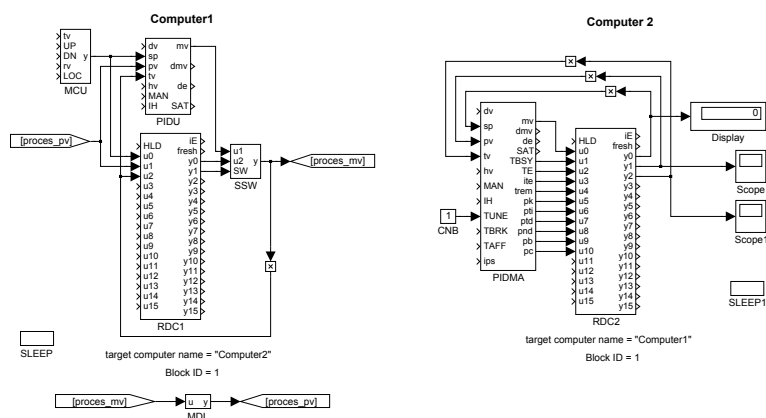 Computer1
Computer 2
tv
UP
DN y
rv
LOC
MCU
dv mv
sp
pv dmv
tv
hv de
MAN
IH SAT
PIDU
[proces_pv]
HLD iE
fresh
u0 y0
u1 y1
u2 y2
u3 y3
u4 y4
u5 y5
u6 y6
u7 y7
u8 y8
u9 y9
u10 y10
u11 y11
u12 y12
u13 y13
u14 y14
u15 y15
RDC1
u1
u2 y
SW
SSW
[proces_mv]
×
SLEEP
target computer name = "Computer2"
Block ID = 1
[proces_mv]
u y
MDL
[proces_pv]
×
×
×
dv
sp
pv
tv
hv
MAN
IH
TUNE
TBRK
TAFF
ips
mv
dmv
de
SAT
TBSY
TE
ite
trem
pk
pti
ptd
pnd
pb
pc
PIDMA
1
CNB
HLD iE
fresh
u0 y0
u1 y1
u2 y2
u3 y3
u4 y4
u5 y5
u6 y6
u7 y7
u8 y8
u9 y9
u10 y10
u11 y11
u12 y12
u13 y13
u14 y14
u15 y15
RDC2
0
Display
Scope
Scope1
SLEEP1
target computer name = "Computer1"
Block ID = 1